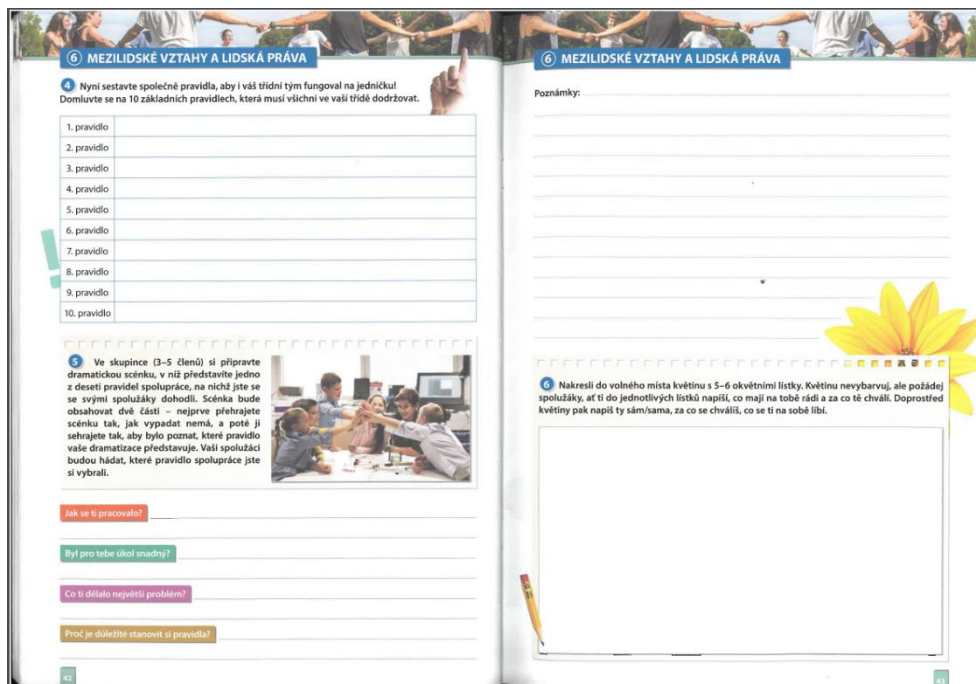 6 MEZILIDSKÉ VZTAHY A LIDSKÁ PRÁVA
4 Nyní sestavte společně pravidla, aby i váš třídní tým fungoval na jedničku!
Domluvte se na 10 základních pravidlech, která musí všichni ve vaší třídě dodržovat.
1. pravidlo
2. pravidlo
3. pravidlo
4. pravidlo
5. pravidlo
6. pravidlo
7. pravidlo
8. pravidlo
9. pravidlo
10. pravidlo
!
5 Ve skupince (3–5 členů) si připravte
dramatickou scénku, v níž představíte jedno
z deseti pravidel spolupráce, na nichž jste se
se svými spolužáky dohodli. Scénka bude
obsahovat dvě části – nejprve přehrajete
scénku tak, jak vypadat nemá, a poté ji
sehrajete tak, aby bylo poznat, které pravidlo
vaše dramatizace představuje. Vaši spolužáci
budou hádat, které pravidlo spolupráce jste
si vybrali.
Jak se ti pracovalo?
Byl pro tebe úkol snadný?
Co ti dělalo největší problém?
Proč je důležité stanovit si pravidla?
42
6 MEZILIDSKÉ VZTAHY A LIDSKÁ PRÁVA
Poznámky:
6 Nakresli do volného místa květinu s 5–6 okvětními lístky. Květinu nevybarvuj, ale požádej
spolužáky, ať ti do jednotlivých lístků napíší, co mají na tobě rádi a za co tě chválí. Doprostřed
květiny pak napiš ty sám/sama, za co se chválíš, co se ti na sobě líbí.
43